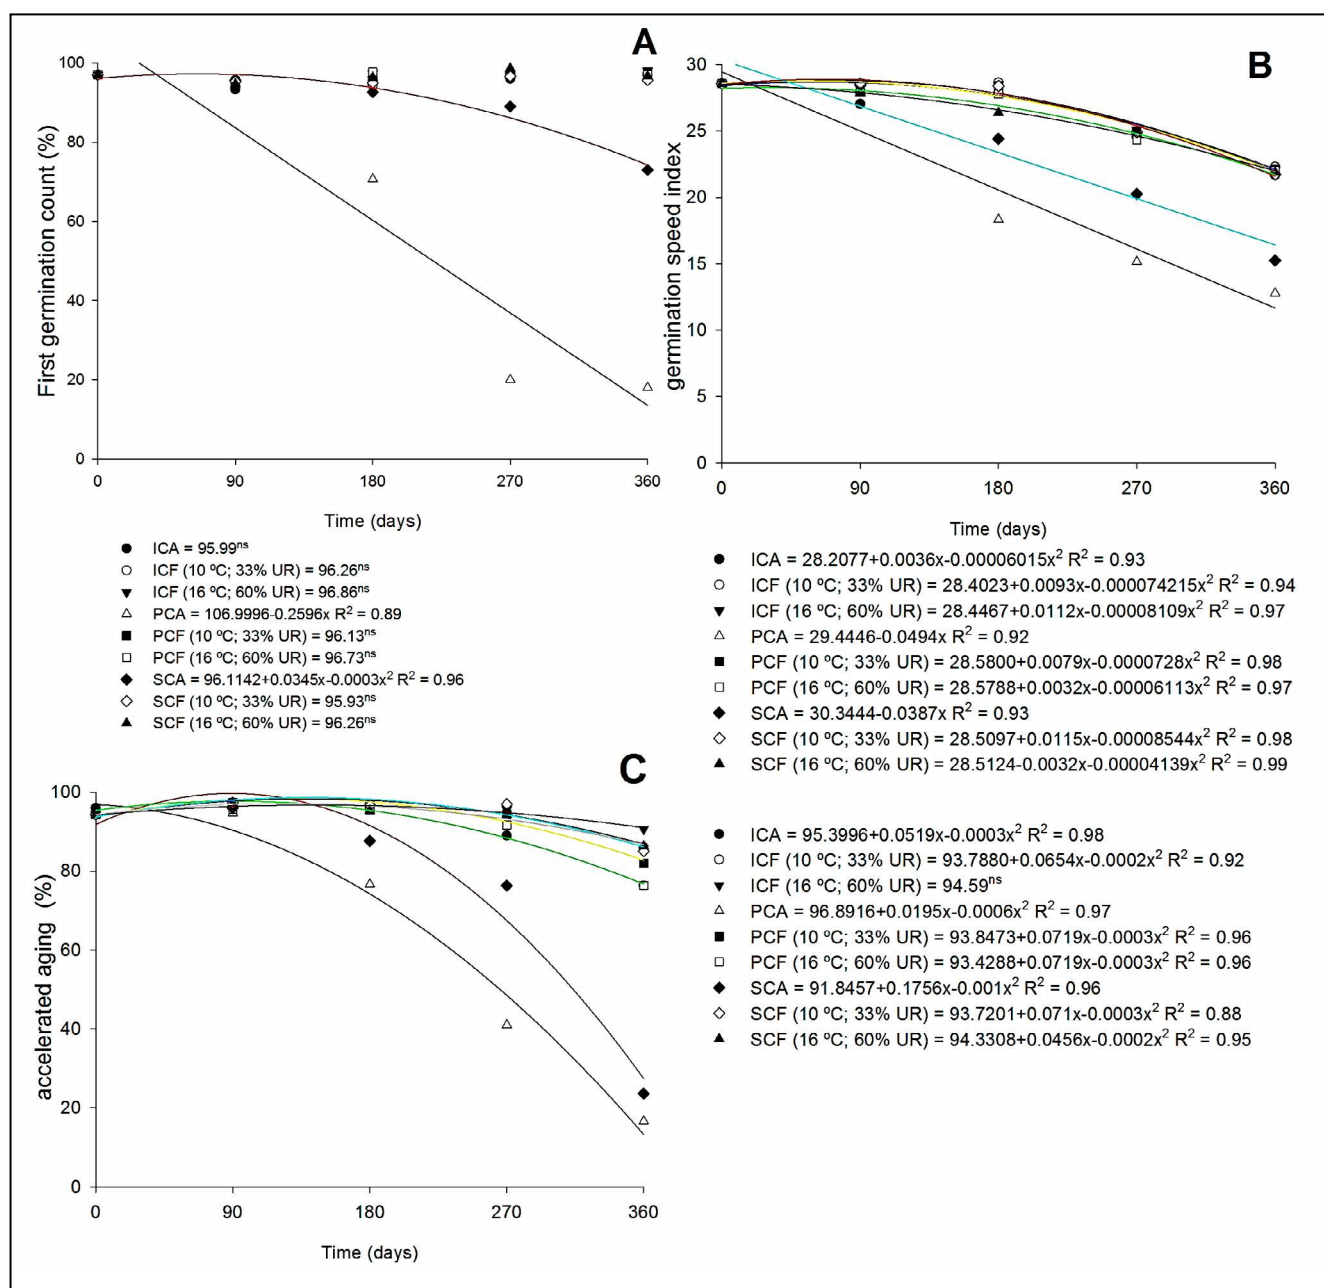 A
First germination count (%)
100
80
60
40
20
0
0 90 180 270 360
Time (days)
ICA = 95.99ns
ICF (10 ºC; 33% UR) = 96.26ns
ICF (16 ºC; 60% UR) = 96.86ns
PCA = 106.9996-0.2596x R2 = 0.89
PCF (10 ºC; 33% UR) = 96.13ns
PCF (16 ºC; 60% UR) = 96.73ns
SCA = 96.1142+0.0345x-0.0003x2 R2 = 0.96
SCF (10 ºC; 33% UR) = 95.93ns
SCF (16 ºC; 60% UR) = 96.26ns
B
germination speed index
30
25
20
15
10
5
0
0 90 180 270 360
Time (days)
ICA = 28.2077+0.0036x-0.00006015x2 R2 = 0.93
ICF (10 ºC; 33% UR) = 28.4023+0.0093x-0.000074215x2 R2 = 0.94
ICF (16 ºC; 60% UR) = 28.4467+0.0112x-0.00008109x2 R2 = 0.97
PCA = 29.4446-0.0494x R2 = 0.92
PCF (10 ºC; 33% UR) = 28.5800+0.0079x-0.0000728x2 R2 = 0.98
PCF (16 ºC; 60% UR) = 28.5788+0.0032x-0.00006113x2 R2 = 0.97
SCA = 30.3444-0.0387x R2 = 0.93
SCF (10 ºC; 33% UR) = 28.5097+0.0115x-0.00008544x2 R2 = 0.98
SCF (16 ºC; 60% UR) = 28.5124-0.0032x-0.00004139x2 R2 = 0.99
C
accelerated aging (%)
100
80
60
40
20
0
0 90 180 270 360
Time (days)
ICA = 95.3996+0.0519x-0.0003x2 R2 = 0.98
ICF (10 ºC; 33% UR) = 93.7880+0.0654x-0.0002x2 R2 = 0.92
ICF (16 ºC; 60% UR) = 94.59ns
PCA = 96.8916+0.0195x-0.0006x2 R2 = 0.97
PCF (10 ºC; 33% UR) = 93.8473+0.0719x-0.0003x2 R2 = 0.96
PCF (16 ºC; 60% UR) = 93.4288+0.0719x-0.0003x2 R2 = 0.96
SCA = 91.8457+0.1756x-0.001x2 R2 = 0.96
SCF (10 ºC; 33% UR) = 93.7201+0.071x-0.0003x2 R2 = 0.88
SCF (16 ºC; 60% UR) = 94.3308+0.0456x-0.0002x2 R2 = 0.95